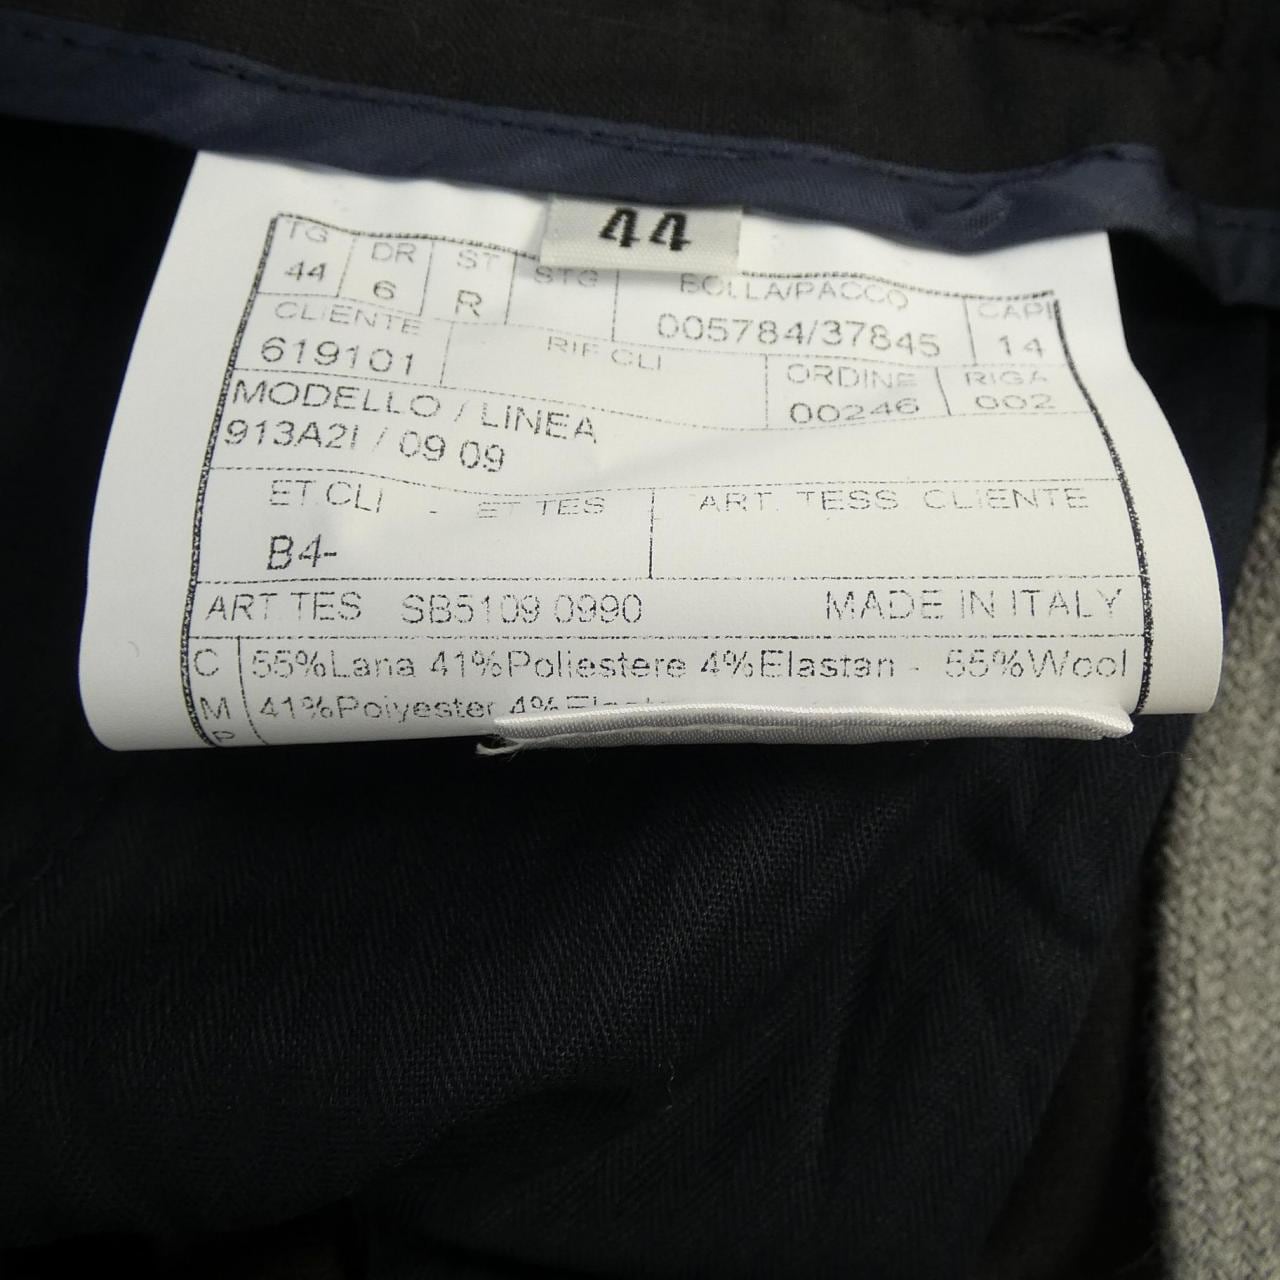 44
TG DR ST STG BOLLA/PACCO CAPI
44 6 R 005784/37845 14
CLIENTE RIF CLI ORDINE RIGA
619101 00246 002
MODELLO / LINEA
913A2I / 09 09
ET.CLI - ET TES ART. TESS CLIENTE
B4-
ART.TES SB5109 0990 MADE IN ITALY
C 55%Lana 41%Poliestere 4%Elastan - 55%Wool
M 41%Polyester 4%
P